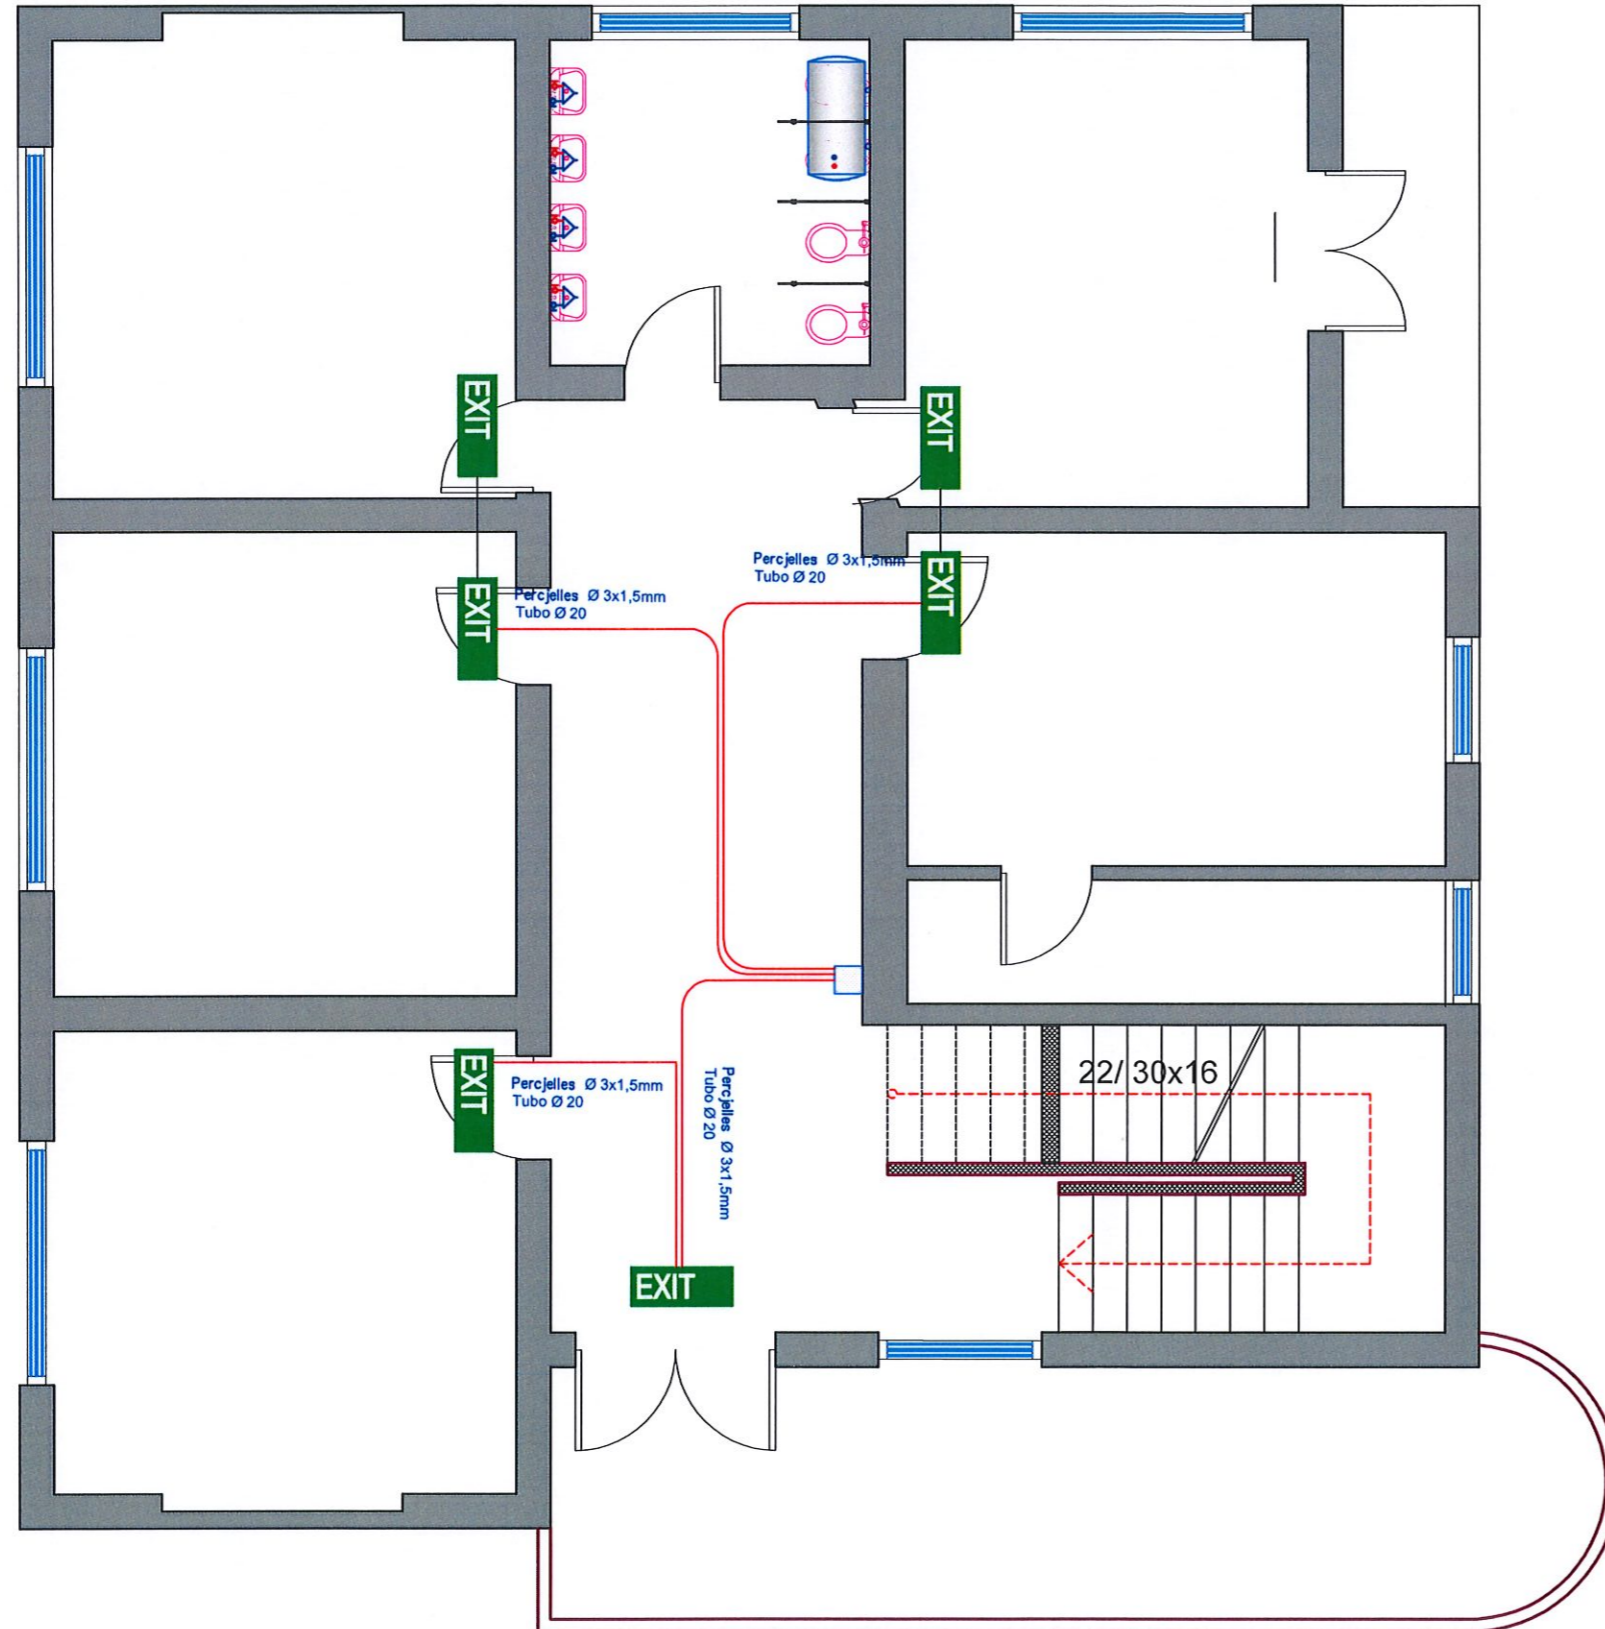 EXIT
EXIT
Percjelles Ø 3x1,5mm
Tubo Ø 20
EXIT
EXIT
Percjelles Ø 3x1,5mm
Tubo Ø 20
22/ 30x16
EXIT
Percjelles Ø 3x1,5mm
Tubo Ø 20
Percjelles Ø 3x1,5mm
Tubo Ø 20
EXIT